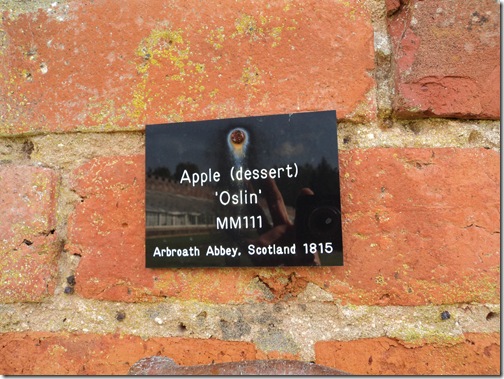 Apple (dessert)
'Oslin'
MM111
Arbroath Abbey, Scotland 1815